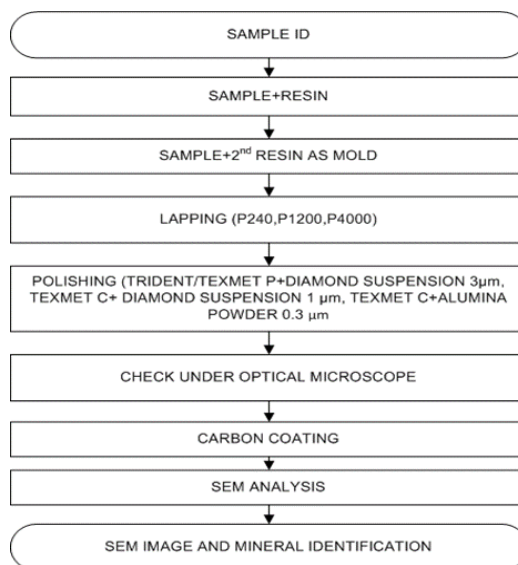 SAMPLE ID
SAMPLE+RESIN
SAMPLE+2nd RESIN AS MOLD
LAPPING (P240,P1200,P4000)
POLISHING (TRIDENT/TEXMET P+DIAMOND SUSPENSION 3µm,
TEXMET C+ DIAMOND SUSPENSION 1 µm, TEXMET C+ALUMINA
POWDER 0.3 µm
CHECK UNDER OPTICAL MICROSCOPE
CARBON COATING
SEM ANALYSIS
SEM IMAGE AND MINERAL IDENTIFICATION